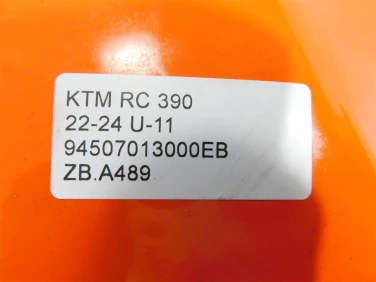 KTM RC 390
22-24 U-11
94507013000EB
ZB.A489